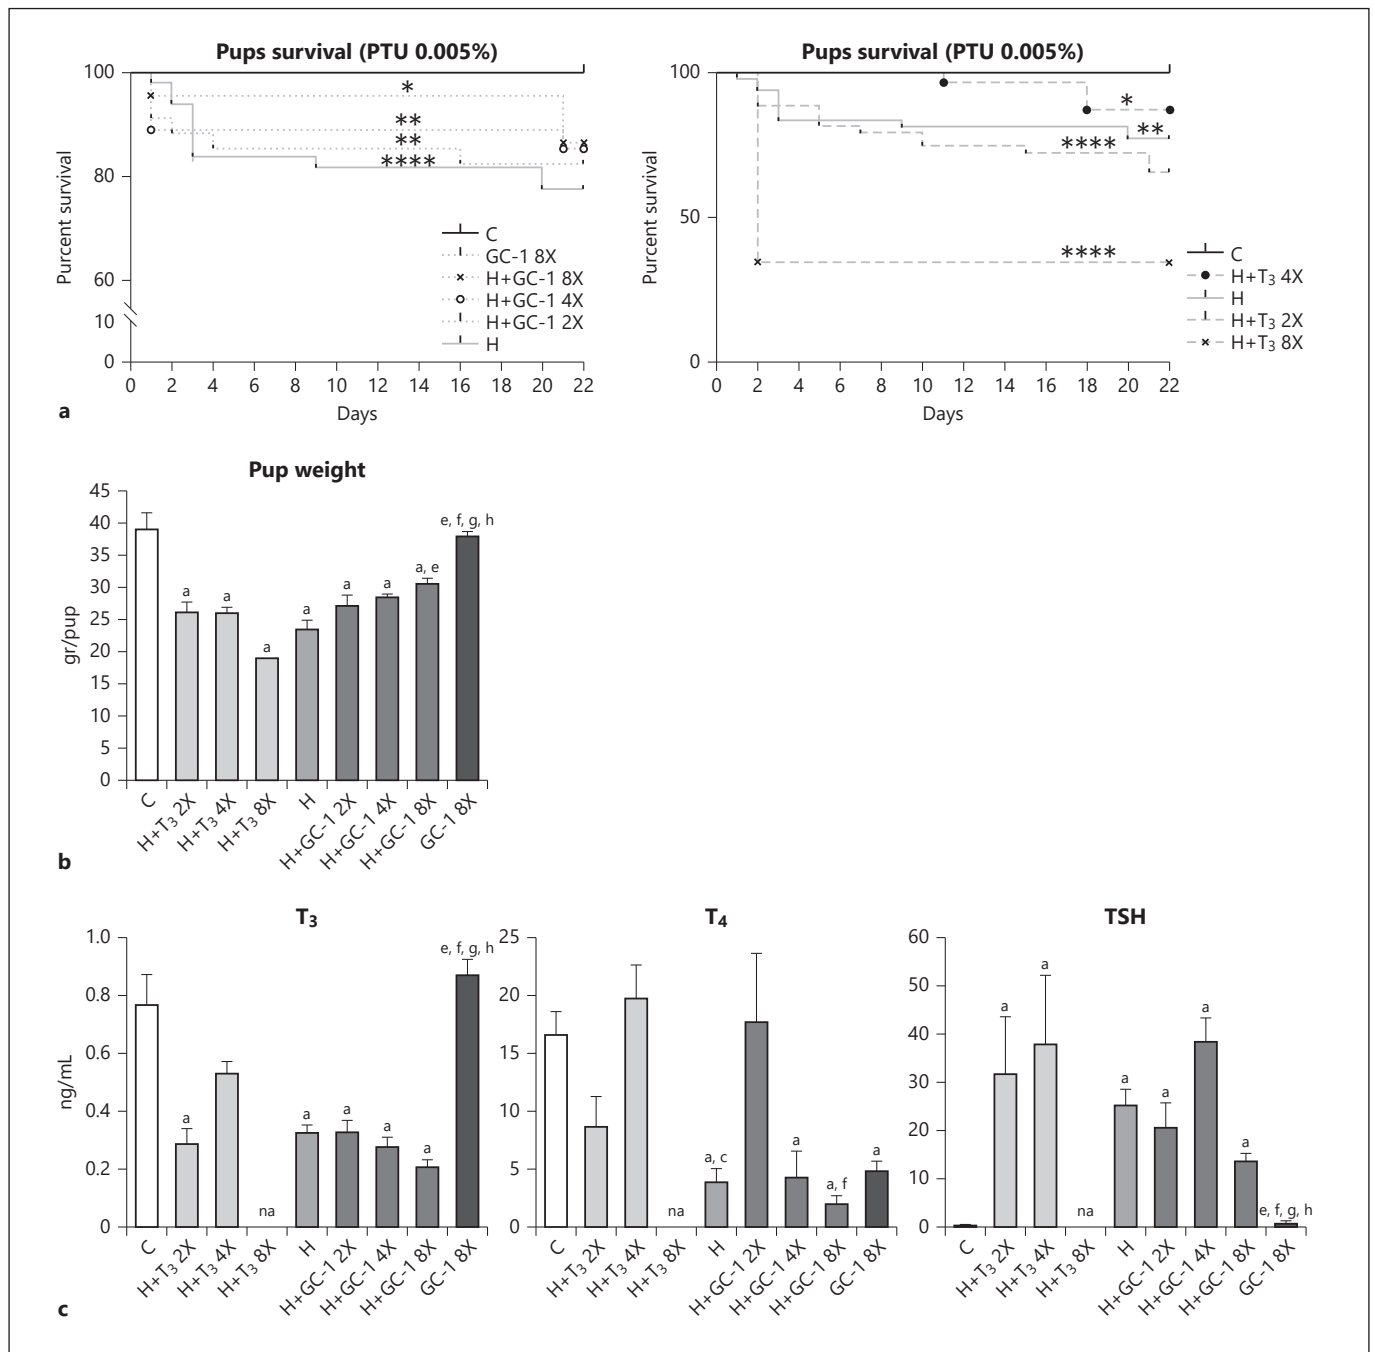 Pups survival (PTU 0.005%)
100
80
60
10
0
Purcent survival
0 2 4 6 8 10 12 14 16 18 20 22
Days
*
**
**
****
C
GC-1 8X
H+GC-1 8X
H+GC-1 4X
H+GC-1 2X
H
Pups survival (PTU 0.005%)
100
50
0
Purcent survival
0 2 4 6 8 10 12 14 16 18 20 22
Days
*
**
****
****
C
H+T3 4X
H
H+T3 2X
H+T3 8X
a
Pup weight
45
40
35
30
25
20
15
10
5
0
gr/pup
a
a
a
a
a
a
a, e
e, f, g, h
C
H+T3 2X
H+T3 4X
H+T3 8X
H
H+GC-1 2X
H+GC-1 4X
H+GC-1 8X
GC-1 8X
b
T3
1.0
0.8
0.6
0.4
0.2
0
ng/mL
a
na
a
a
a
a
e, f, g, h
C
H+T3 2X
H+T3 4X
H+T3 8X
H
H+GC-1 2X
H+GC-1 4X
H+GC-1 8X
GC-1 8X
T4
25
20
15
10
5
0
na
a, c
a
a, f
a
C
H+T3 2X
H+T3 4X
H+T3 8X
H
H+GC-1 2X
H+GC-1 4X
H+GC-1 8X
GC-1 8X
TSH
60
50
40
30
20
10
0
a
a
na
a
a
a
a
e, f, g, h
C
H+T3 2X
H+T3 4X
H+T3 8X
H
H+GC-1 2X
H+GC-1 4X
H+GC-1 8X
GC-1 8X
c